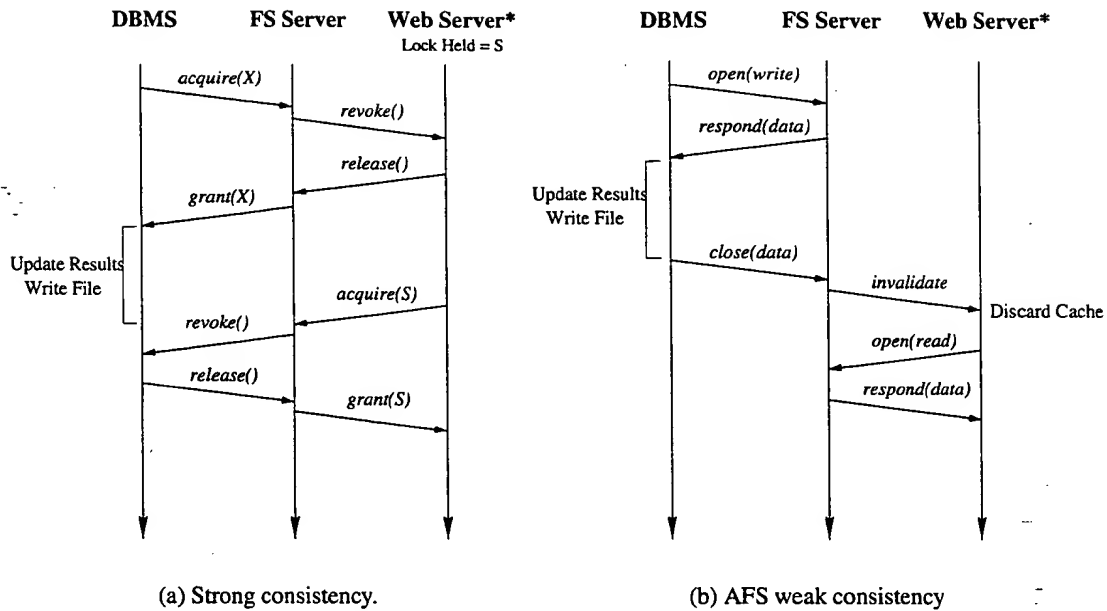 DBMS FS Server Web Server*
Lock Held = S
acquire(X)
revoke()
release()
grant(X)
Update Results
Write File
acquire(S)
revoke()
release()
grant(S)
(a) Strong consistency.
DBMS FS Server Web Server*
open(write)
respond(data)
Update Results
Write File
close(data)
invalidate
Discard Cache
open(read)
respond(data)
(b) AFS weak consistency